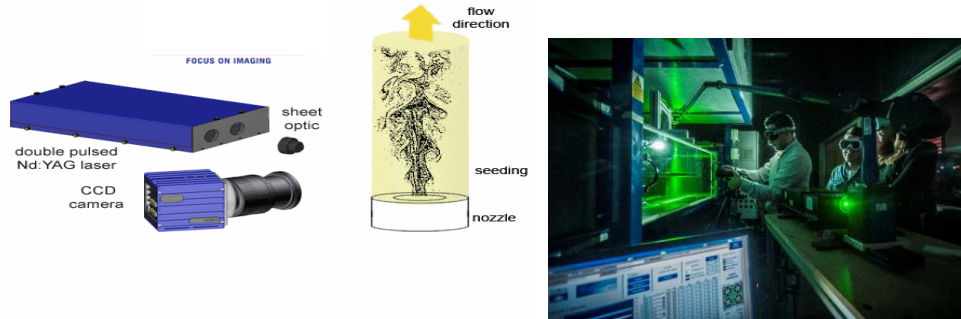 FOCUS ON IMAGING
flow
direction
sheet
optic
double pulsed
Nd:YAG laser
CCD
camera
seeding
nozzle